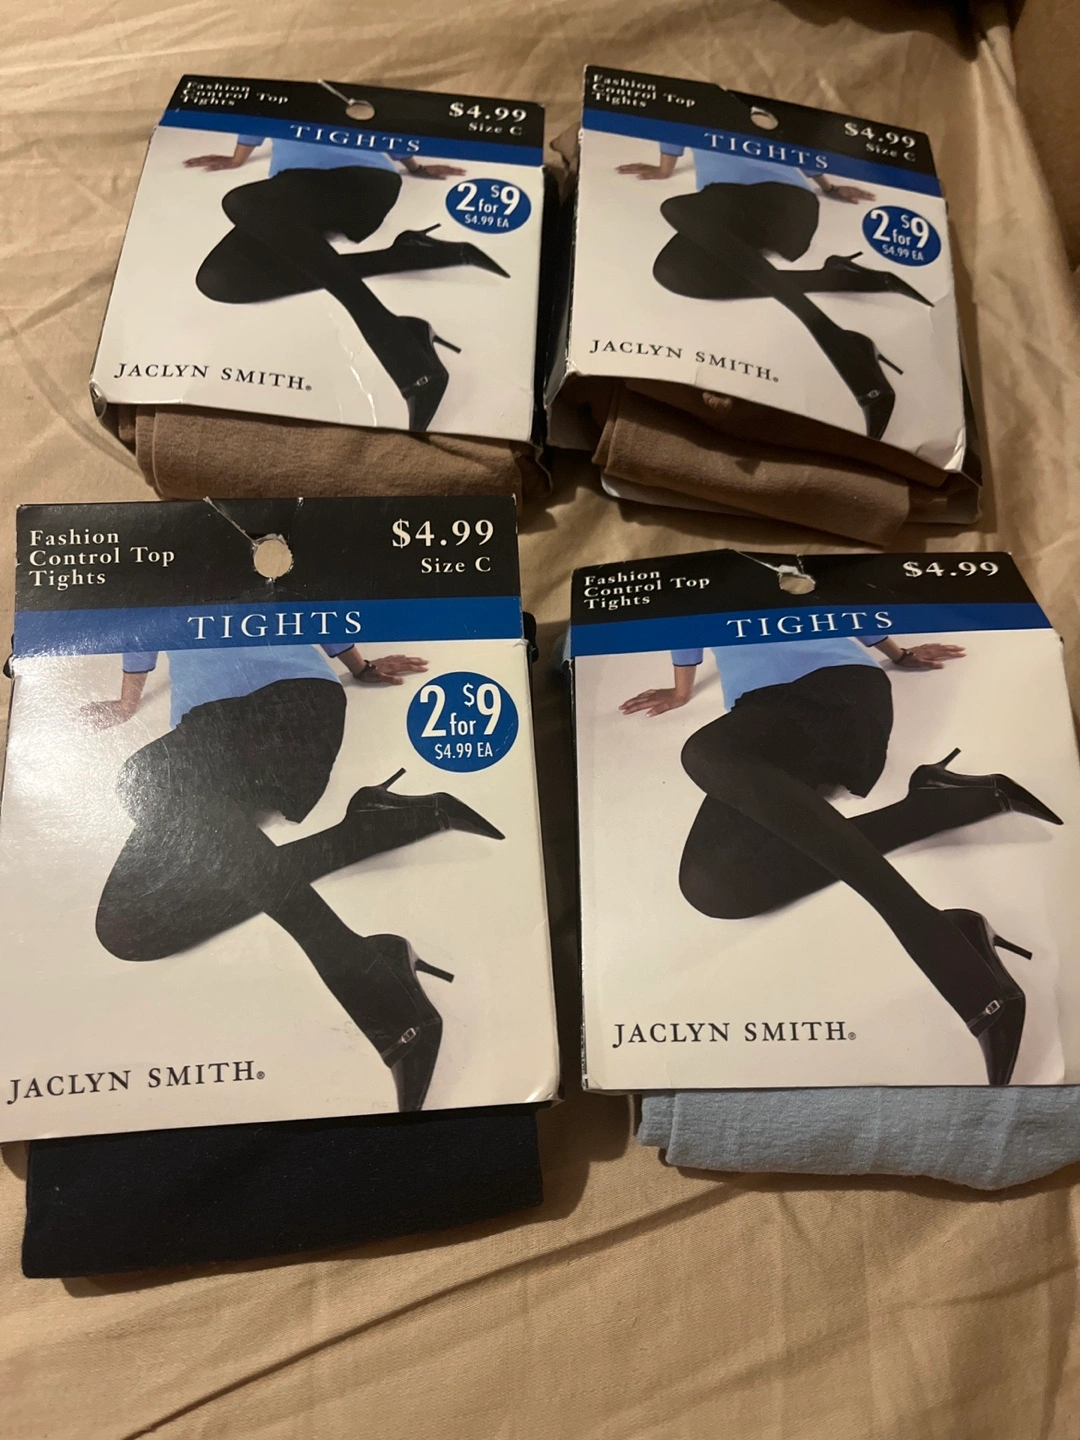 Fashion
Control Top
Tights
$4.99
Size C
TIGHTS
2 for $9
$4.99 EA
JACLYN SMITH®
Fashion
Control Top
Tights
$4.99
Size C
TIGHTS
2 for $9
$4.99 EA
JACLYN SMITH®
Fashion
Control Top
Tights
$4.99
Size C
TIGHTS
2 for $9
$4.99 EA
JACLYN SMITH®
Fashion
Control Top
Tights
$4.99
TIGHTS
JACLYN SMITH®